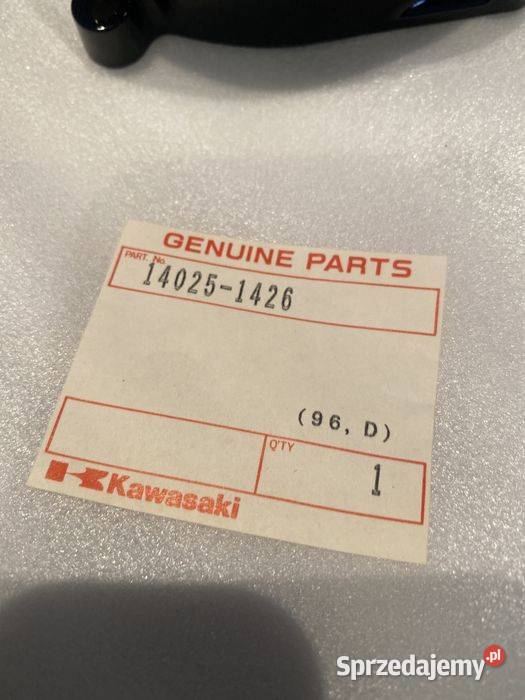 GENUINE PARTS
PART. No.
14025-1426
(96, D)
Q'TY
1
Kawasaki
Sprzedajemy.pl